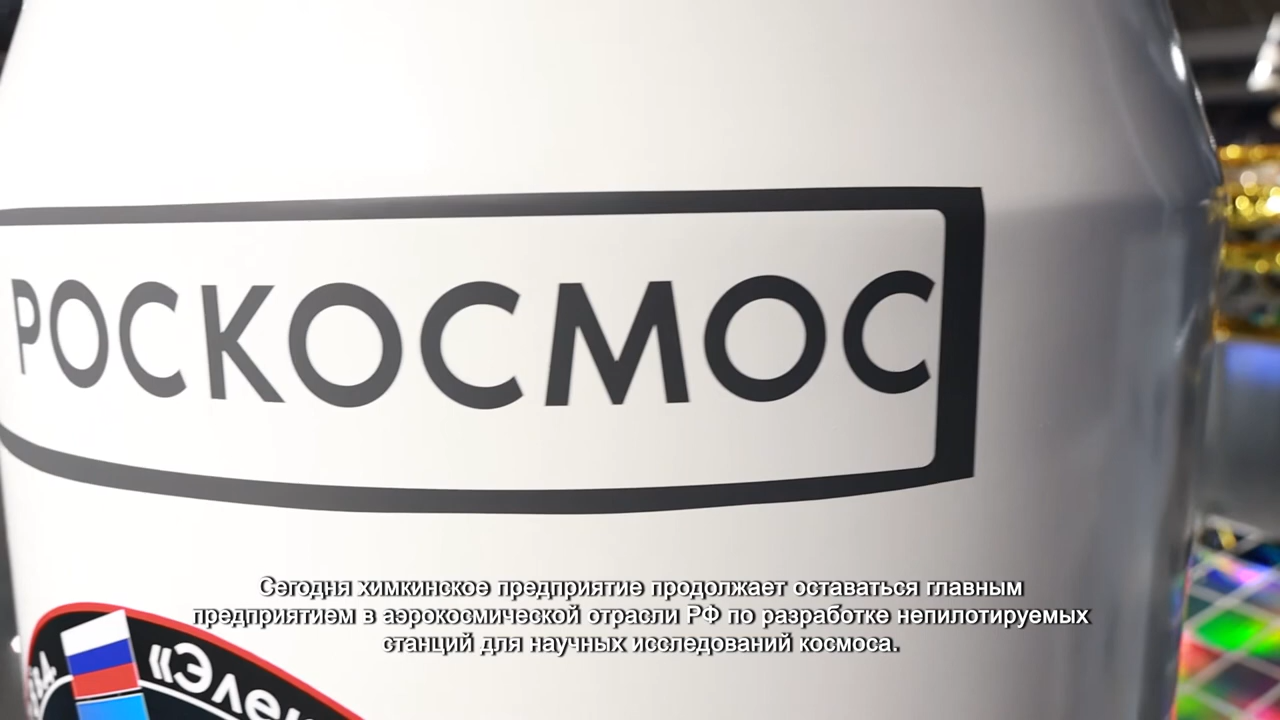 РОСКОСМОС
Сегодня химкинское предприятие продолжает оставаться главным
предприятием в аэрокосмической отрасли РФ по разработке непилотируемых
станций для научных исследований космоса.